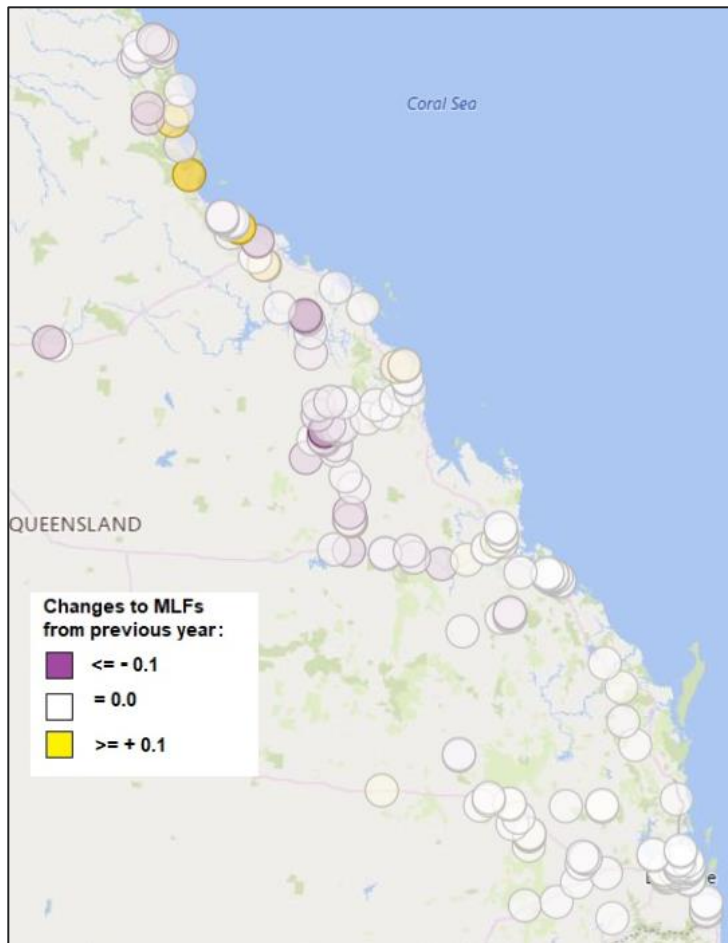 Coral Sea
QUEENSLAND
Changes to MLFs
from previous year:
<= - 0.1
= 0.0
>= + 0.1